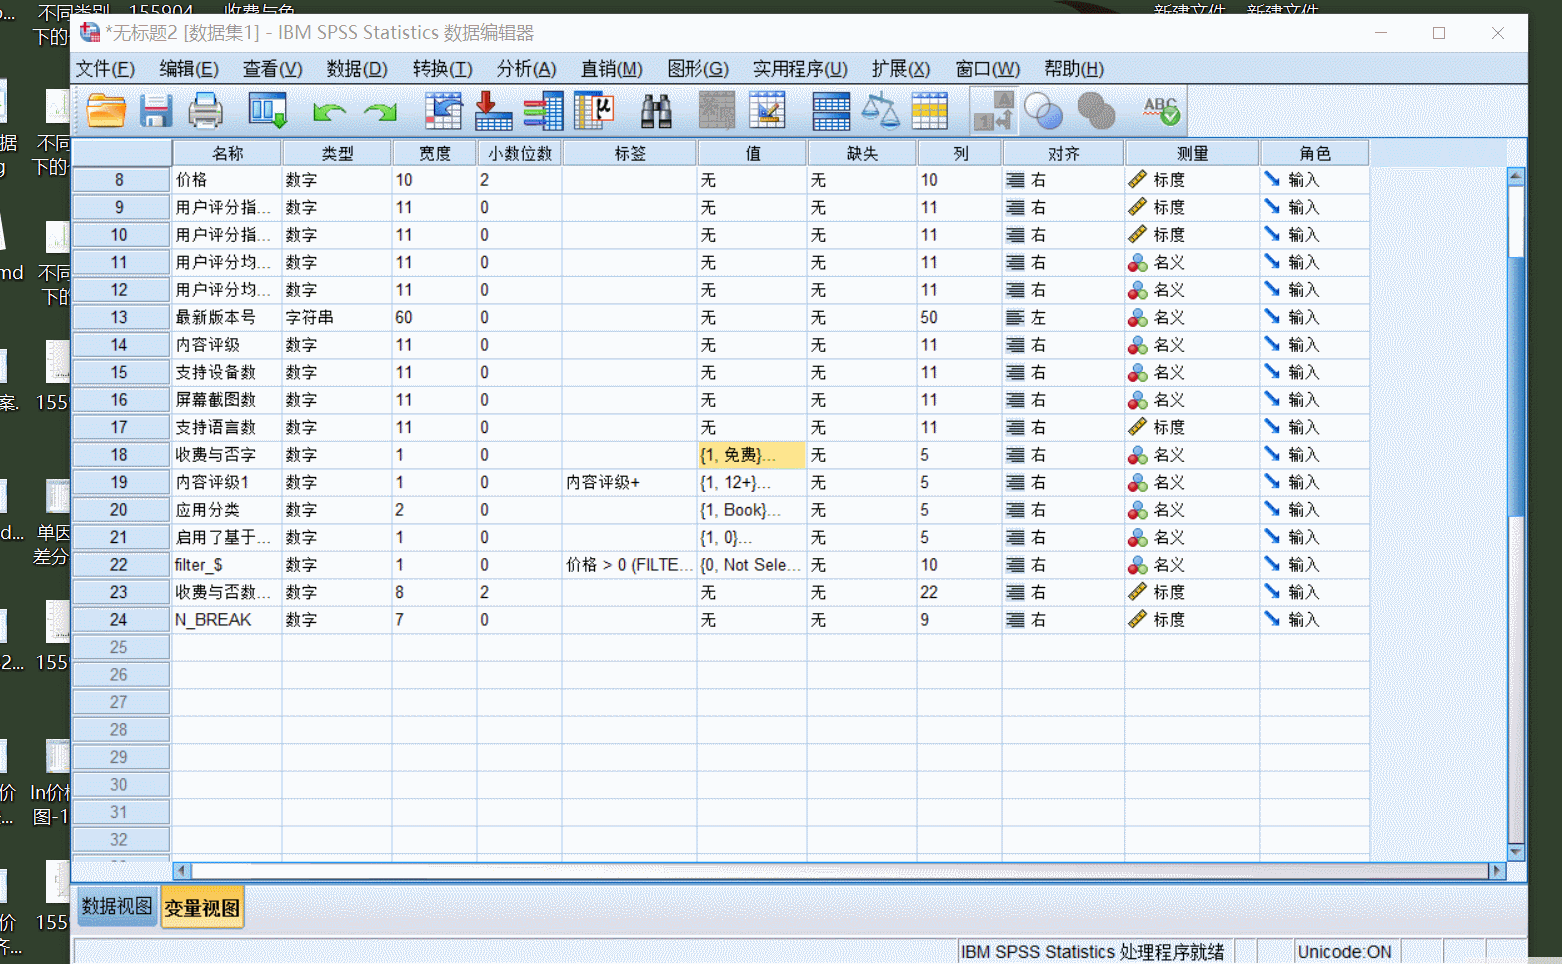 不同类别 155904 收费与免
下的
*无标题2 [数据集1] - IBM SPSS Statistics 数据编辑器
文件(F) 编辑(E) 查看(V) 数据(D) 转换(T) 分析(A) 直销(M) 图形(G) 实用程序(U) 扩展(X) 窗口(W) 帮助(H)
名称 类型 宽度 小数位数 标签 值 缺失 列 对齐 测量 角色
8 价格 数字 10 2 无 无 10 右 标度 输入
9 用户评分指... 数字 11 0 无 无 11 右 标度 输入
10 用户评分指... 数字 11 0 无 无 11 右 标度 输入
11 用户评分均... 数字 11 0 无 无 11 右 名义 输入
12 用户评分均... 数字 11 0 无 无 11 右 名义 输入
13 最新版本号 字符串 60 0 无 无 50 左 名义 输入
14 内容评级 数字 11 0 无 无 11 右 名义 输入
15 支持设备数 数字 11 0 无 无 11 右 名义 输入
16 屏幕截图数 数字 11 0 无 无 11 右 名义 输入
17 支持语言数 数字 11 0 无 无 11 右 标度 输入
18 收费与否字 数字 1 0 {1, 免费}... 无 5 右 名义 输入
19 内容评级1 数字 1 0 内容评级+ {1, 12+}... 无 5 右 名义 输入
20 应用分类 数字 2 0 {1, Book}... 无 5 右 名义 输入
21 启用了基于... 数字 1 0 {1, 0}... 无 5 右 名义 输入
22 filter_$ 数字 1 0 价格 > 0 (FILTE... {0, Not Sele... 无 10 右 名义 输入
23 收费与否数... 数字 8 2 无 无 22 右 标度 输入
24 N_BREAK 数字 7 0 无 无 9 右 标度 输入
25
26
27
28
29
30
31
32
数据视图 变量视图
IBM SPSS Statistics 处理程序就绪 Unicode:ON